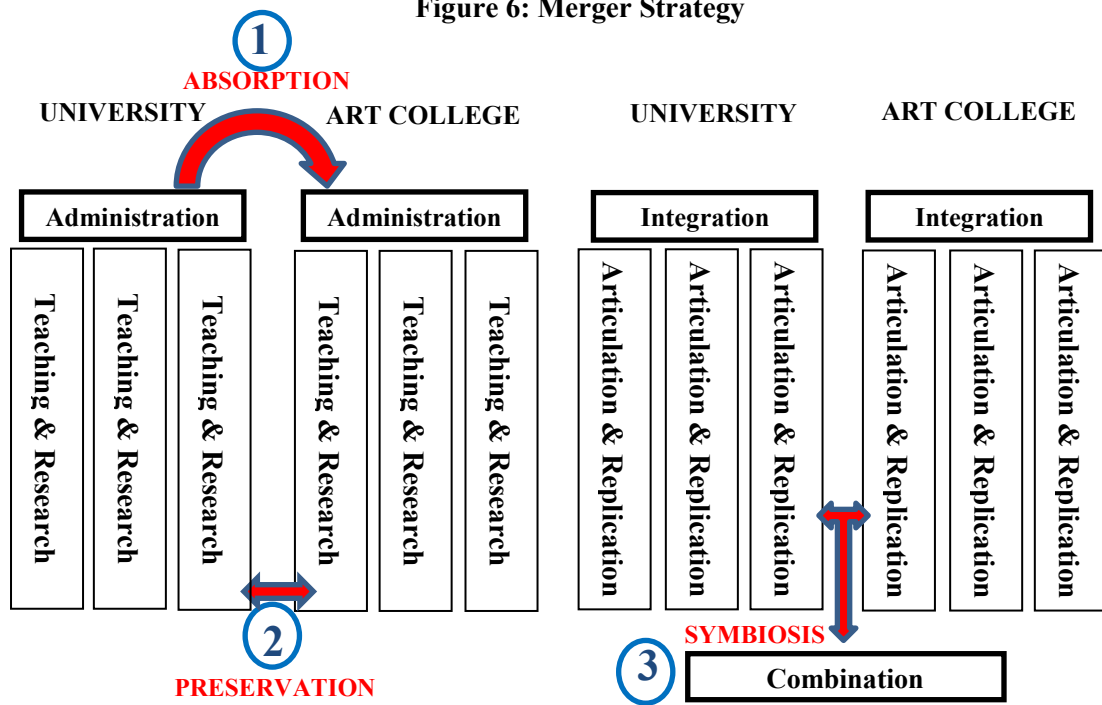 Figure 6: Merger Strategy
1
ABSORPTION
UNIVERSITY
ART COLLEGE
UNIVERSITY
ART COLLEGE
Administration
Administration
Integration
Integration
Teaching & Research
Teaching & Research
Teaching & Research
Teaching & Research
Teaching & Research
Teaching & Research
Articulation & Replication
Articulation & Replication
Articulation & Replication
Articulation & Replication
Articulation & Replication
Articulation & Replication
2
PRESERVATION
SYMBIOSIS
3
Combination